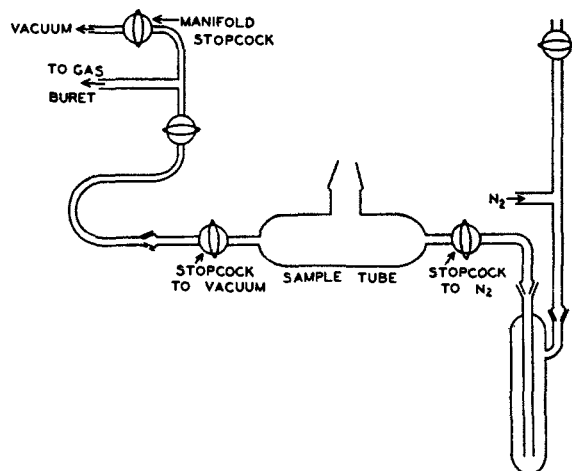 VACUUM
MANIFOLD
STOPCOCK
TO GAS
BURET
N2
STOPCOCK
TO VACUUM
SAMPLE TUBE
STOPCOCK
TO N2